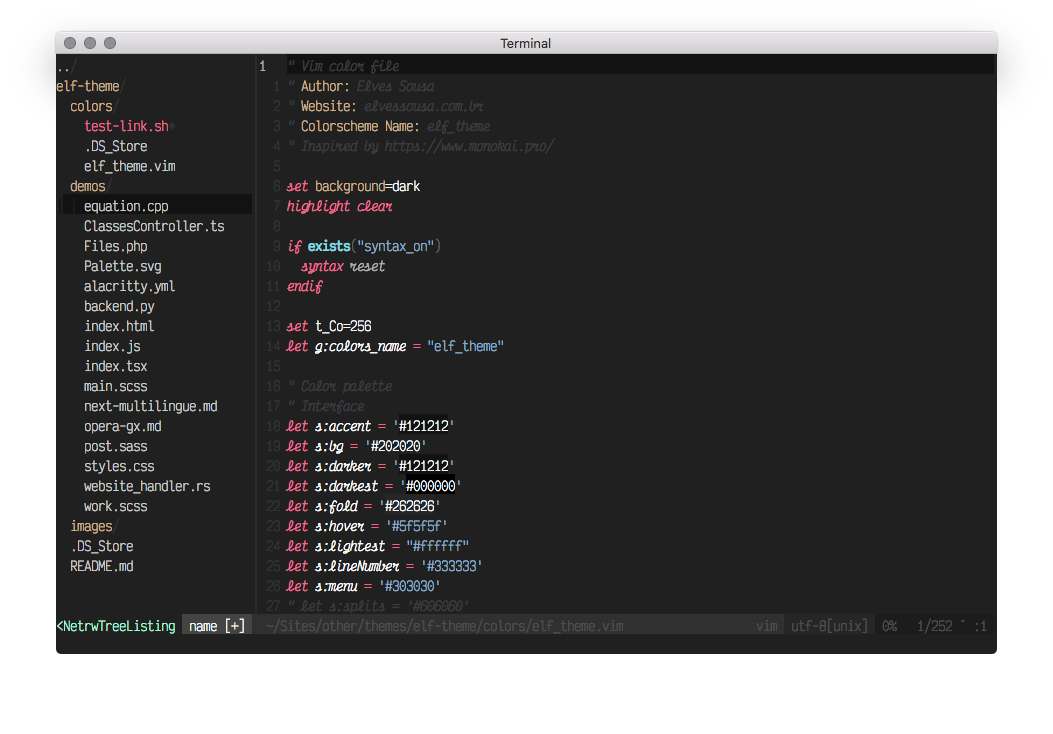 Terminal
../
elf-theme/
colors/
test-link.sh*
.DS_Store
elf_theme.vim
demos/
equation.cpp
ClassesController.ts
Files.php
Palette.svg
alacritty.yml
backend.py
index.html
index.js
index.tsx
main.scss
next-multilingue.md
opera-gx.md
post.sass
styles.css
website_handler.rs
work.scss
images/
.DS_Store
README.md
1 " Vim color file
1 " Author: Elves Sousa
2 " Website: elvessousa.com.br
3 " Colorscheme Name: elf_theme
4 " Inspired by https://www.monokai.pro/
5
6 set background=dark
7 highlight clear
8
9 if exists("syntax_on")
10   syntax reset
11 endif
12
13 set t_Co=256
14 let g:colors_name = "elf_theme"
15
16 " Color palette
17 " Interface
18 let s:accent = '#121212'
19 let s:bg = '#202020'
20 let s:darker = '#121212'
21 let s:darkest = '#000000'
22 let s:fold = '#262626'
23 let s:hover = '#5f5f5f'
24 let s:lightest = "#ffffff"
25 let s:lineNumber = '#333333'
26 let s:menu = '#303030'
27 " let s:splits = '#606060'
<NetrwTreeListing name [+] ~/Sites/other/themes/elf-theme/colors/elf_theme.vim vim utf-8[unix] 0% 1/252 :1